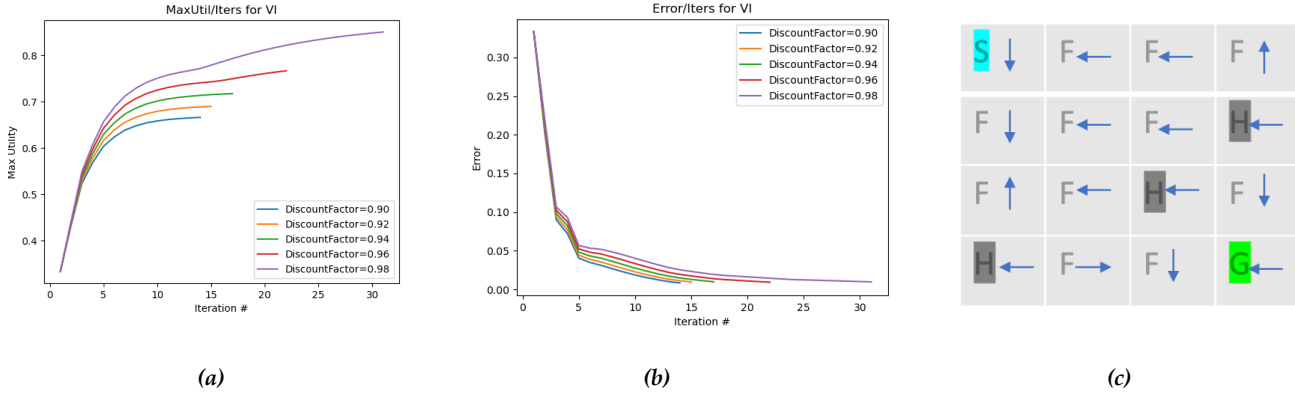 MaxUtil/Iters for VI
Max Utility
0.8
0.7
0.6
0.5
0.4
DiscountFactor=0.90
DiscountFactor=0.92
DiscountFactor=0.94
DiscountFactor=0.96
DiscountFactor=0.98
0 5 10 15 20 25 30
Iteration #
(a)
Error/Iters for VI
Error
0.30
0.25
0.20
0.15
0.10
0.05
0.00
DiscountFactor=0.90
DiscountFactor=0.92
DiscountFactor=0.94
DiscountFactor=0.96
DiscountFactor=0.98
0 5 10 15 20 25 30
Iteration #
(b)
S F F F
F F F H
F F H F
H F F G
(c)